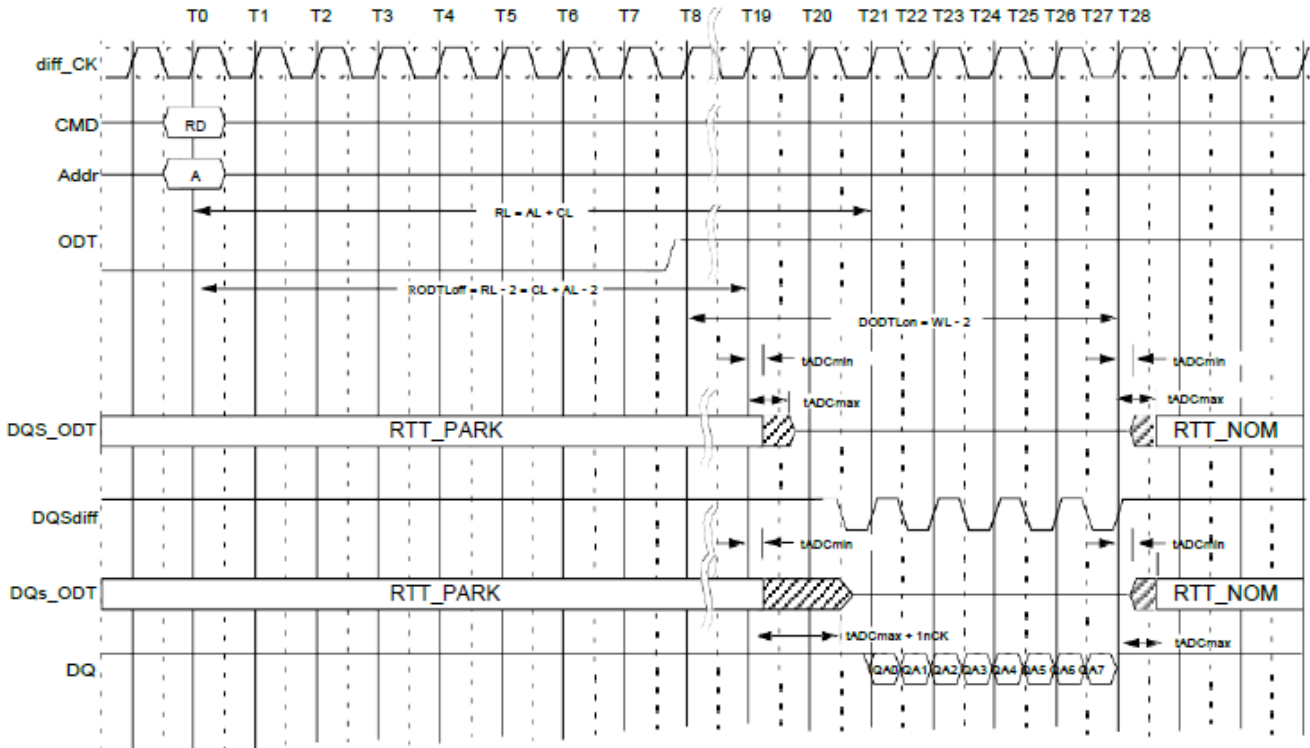 T0 T1 T2 T3 T4 T5 T6 T7 T8 T19 T20 T21 T22 T23 T24 T25 T26 T27 T28
diff_CK
CMD RD
Addr A
RL = AL + CL
ODT
RODTLoff = RL - 2 = CL + AL - 2
DODTLon = WL - 2
tADCmin tADCmin
tADCmax tADCmax
DQS_ODT RTT_PARK RTT_NOM
DQSdiff
tADCmin tADCmin
DQs_ODT RTT_PARK RTT_NOM
tADCmax + 1nCK tADCmax
DQ QA0 QA1 QA2 QA3 QA4 QA5 QA6 QA7